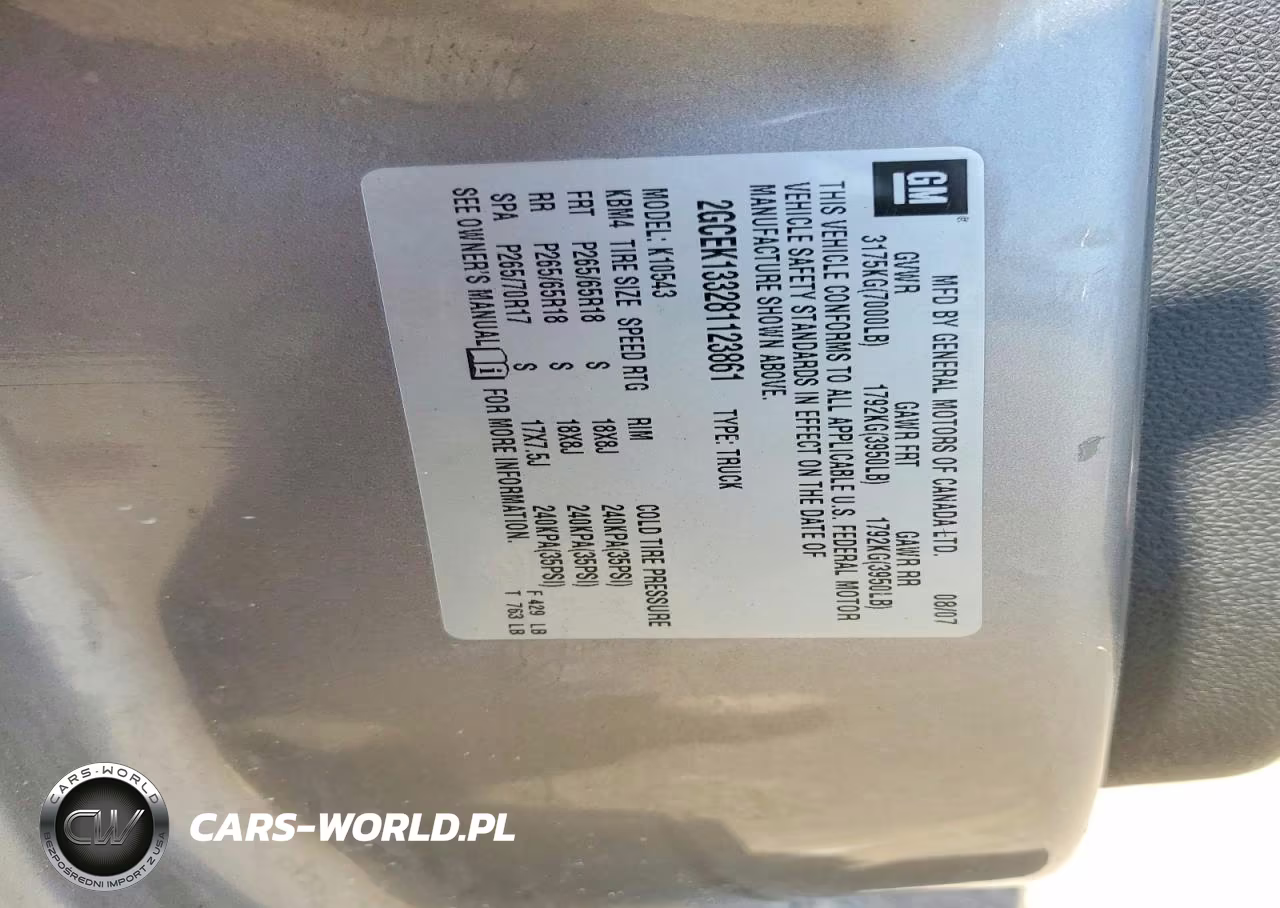 GM
®
MFD BY GENERAL MOTORS OF CANADA LTD. 08/07
GVWR GAWR FRT GAWR RR
3175KG(7000LB) 1792KG(3950LB) 1792KG(3950LB)
THIS VEHICLE CONFORMS TO ALL APPLICABLE U.S. FEDERAL MOTOR
VEHICLE SAFETY STANDARDS IN EFFECT ON THE DATE OF
MANUFACTURE SHOWN ABOVE.
2GCEK133281123861 TYPE: TRUCK
MODEL: K10543
KBM4 TIRE SIZE SPEED RTG RIM COLD TIRE PRESSURE
FRT P265/65R18 S 18X8J 240KPA(35PSI)
RR P265/65R18 S 18X8J 240KPA(35PSI)
SPA P265/70R17 S 17X7.5J 240KPA(35PSI) F 429 LB
SEE OWNER'S MANUAL FOR MORE INFORMATION. T 763 LB
CARS-WORLD
CW
BEZPOŚREDNI IMPORT Z USA
CARS-WORLD.PL